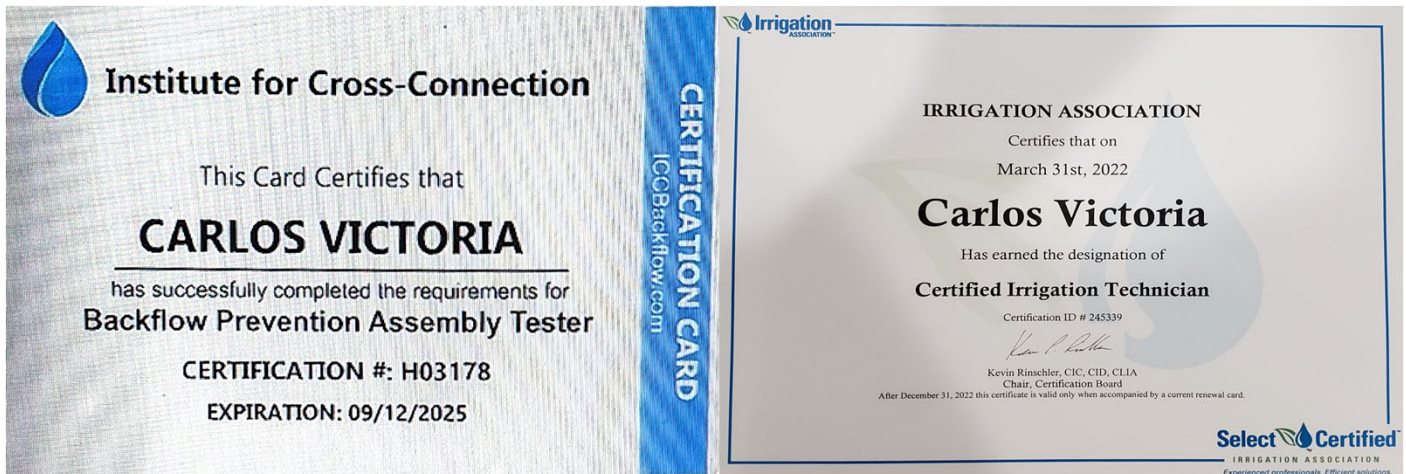 Institute for Cross-Connection
This Card Certifies that
CARLOS VICTORIA
has successfully completed the requirements for
Backflow Prevention Assembly Tester
CERTIFICATION #: H03178
EXPIRATION: 09/12/2025
CERTIFICATION CARD
ICCBackflow.com
Irrigation
ASSOCIATION™
IRRIGATION ASSOCIATION
Certifies that on
March 31st, 2022
Carlos Victoria
Has earned the designation of
Certified Irrigation Technician
Certification ID # 245339
Kevin Rinschler, CIC, CID, CLIA
Chair, Certification Board
After December 31, 2022 this certificate is valid only when accompanied by a current renewal card.
Select Certified
IRRIGATION ASSOCIATION
Experienced professionals. Efficient solutions.